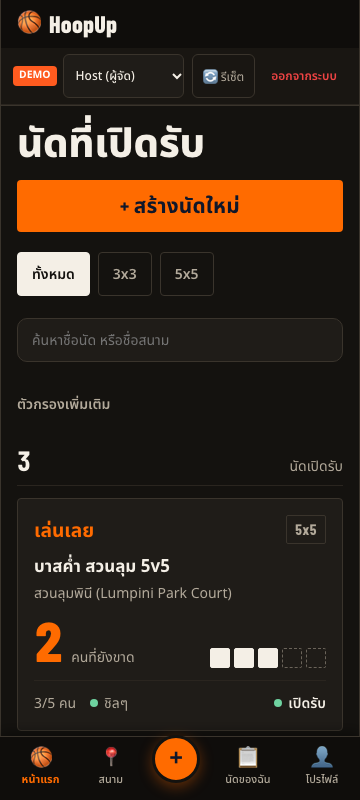 HoopUp
DEMO Host (ผู้จัด) รีเซ็ต ออกจากระบบ
นัดที่เปิดรับ
+ สร้างนัดใหม่
ทั้งหมด 3x3 5x5
ค้นหาชื่อนัด หรือชื่อสนาม
ตัวกรองเพิ่มเติม
3 นัดเปิดรับ
เล่นเลย 5x5
บาสค่ำ สวนลุม 5v5
สวนลุมพินี (Lumpini Park Court)
2 คนที่ยังขาด
3/5 คน ชิลๆ เปิดรับ
หน้าแรก สนาม + นัดของฉัน โปรไฟล์